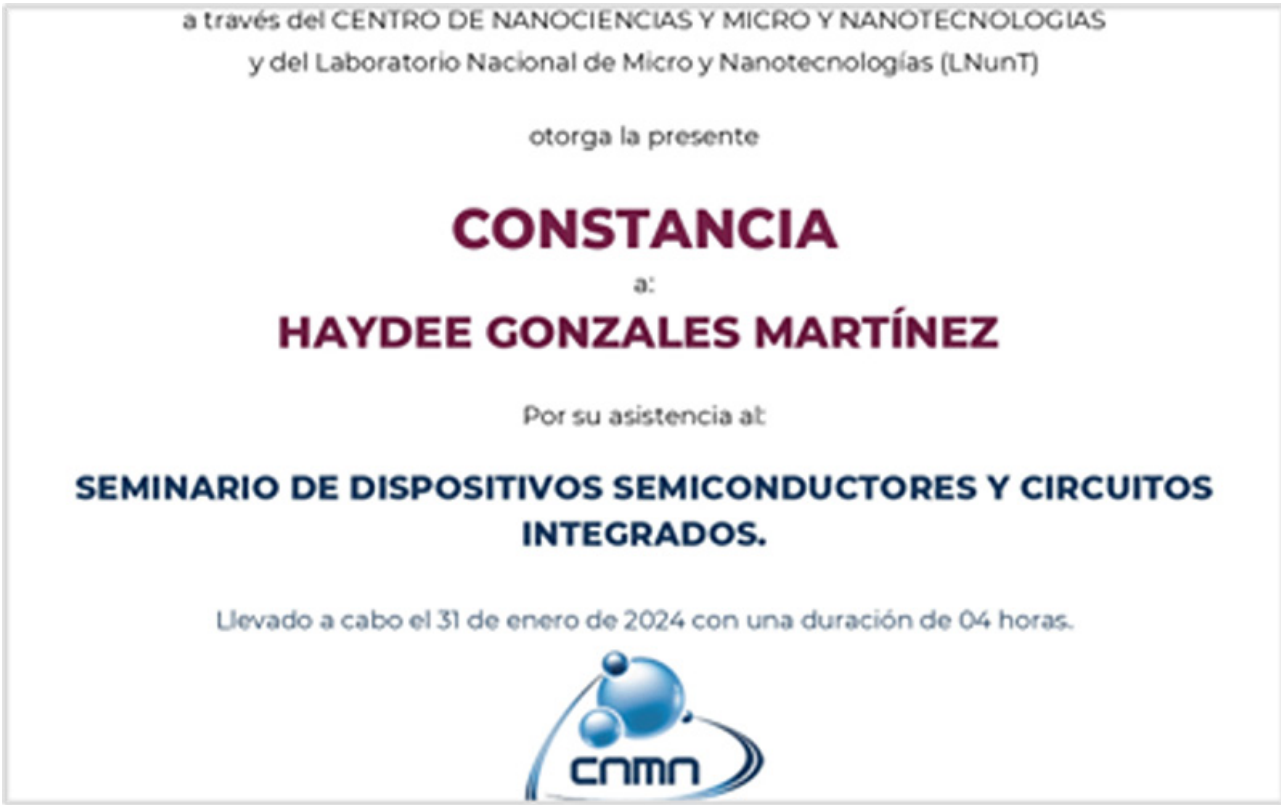 a través del CENTRO DE NANOCIENCIAS Y MICRO Y NANOTECNOLOGÍAS
y del Laboratorio Nacional de Micro y Nanotecnologías (LNunT)
otorga la presente
CONSTANCIA
a:
HAYDEE GONZALES MARTÍNEZ
Por su asistencia al:
SEMINARIO DE DISPOSITIVOS SEMICONDUCTORES Y CIRCUITOS
INTEGRADOS.
Llevado a cabo el 31 de enero de 2024 con una duración de 04 horas.
cnmn